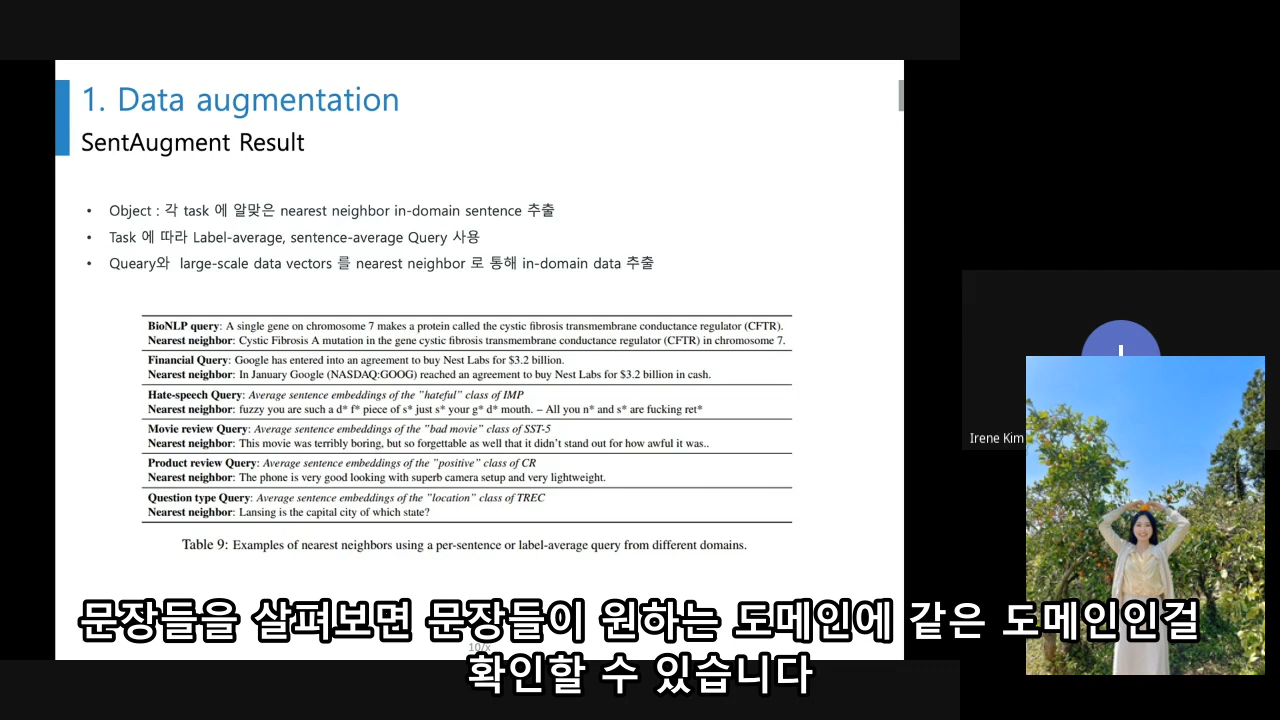 1. Data augmentation
SentAugment Result
• Object : 각 task 에 알맞은 nearest neighbor in-domain sentence 추출
• Task 에 따라 Label-average, sentence-average Query 사용
• Queary와 large-scale data vectors 를 nearest neighbor 로 통해 in-domain data 추출
BioNLP query: A single gene on chromosome 7 makes a protein called the cystic fibrosis transmembrane conductance regulator (CFTR).
Nearest neighbor: Cystic Fibrosis A mutation in the gene cystic fibrosis transmembrane conductance regulator (CFTR) in chromosome 7.
Financial Query: Google has entered into an agreement to buy Nest Labs for $3.2 billion.
Nearest neighbor: In January Google (NASDAQ:GOOG) reached an agreement to buy Nest Labs for $3.2 billion in cash.
Hate-speech Query: Average sentence embeddings of the "hateful" class of IMP
Nearest neighbor: fuzzy you are such a d* f* piece of s* just s* your g* d* mouth. – All you n* and s* are fucking ret*
Movie review Query: Average sentence embeddings of the "bad movie" class of SST-5
Nearest neighbor: This movie was terribly boring, but so forgettable as well that it didn't stand out for how awful it was..
Product review Query: Average sentence embeddings of the "positive" class of CR
Nearest neighbor: The phone is very good looking with superb camera setup and very lightweight.
Question type Query: Average sentence embeddings of the "location" class of TREC
Nearest neighbor: Lansing is the capital city of which state?
Table 9: Examples of nearest neighbors using a per-sentence or label-average query from different domains.
Irene Kim
문장들을 살펴보면 문장들이 원하는 도메인에 같은 도메인인걸
확인할 수 있습니다
10/x